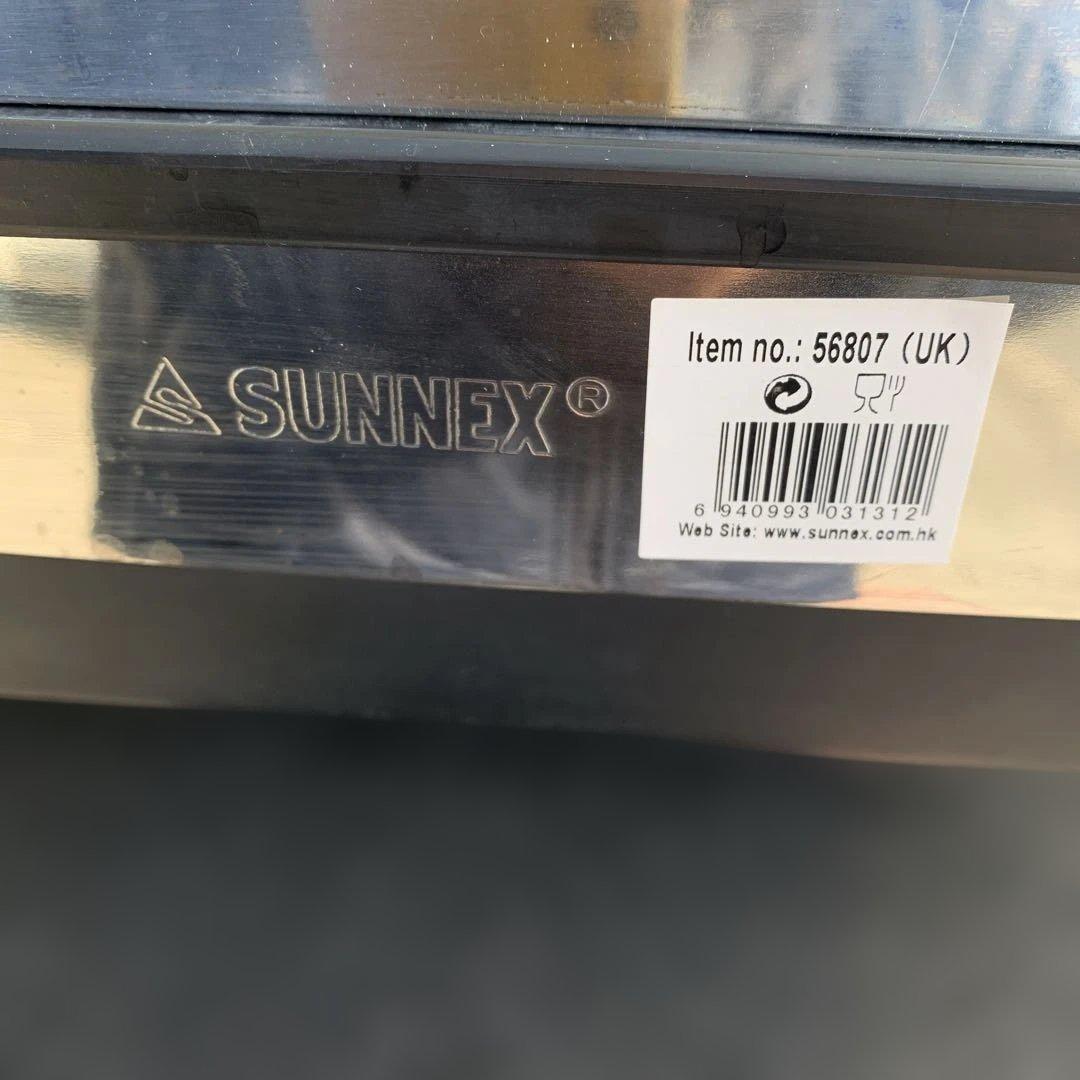 SUNNEX®
Item no.: 56807 (UK)
6 940993 031312
Web Site: www.sunnex.com.hk